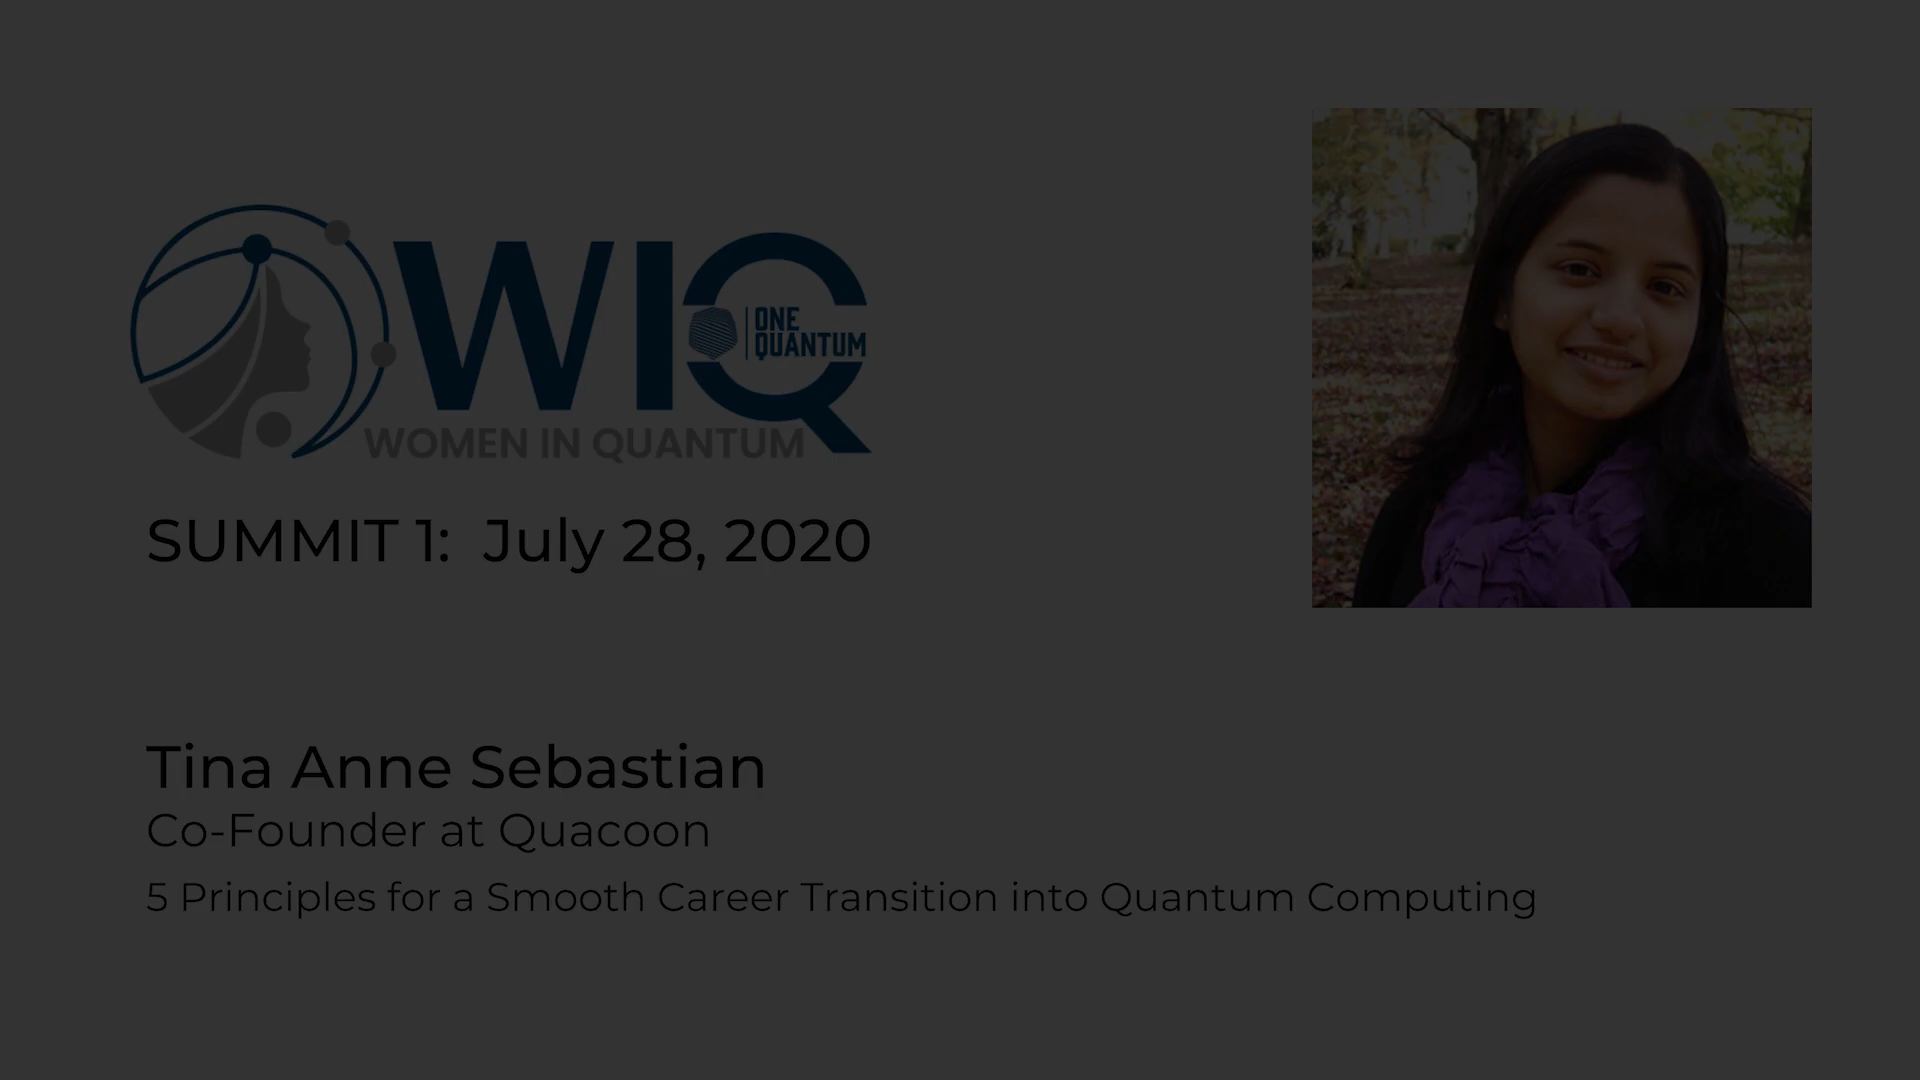 WIQ
ONE
QUANTUM
WOMEN IN QUANTUM
SUMMIT 1: July 28, 2020
Tina Anne Sebastian
Co-Founder at Quacoon
5 Principles for a Smooth Career Transition into Quantum Computing